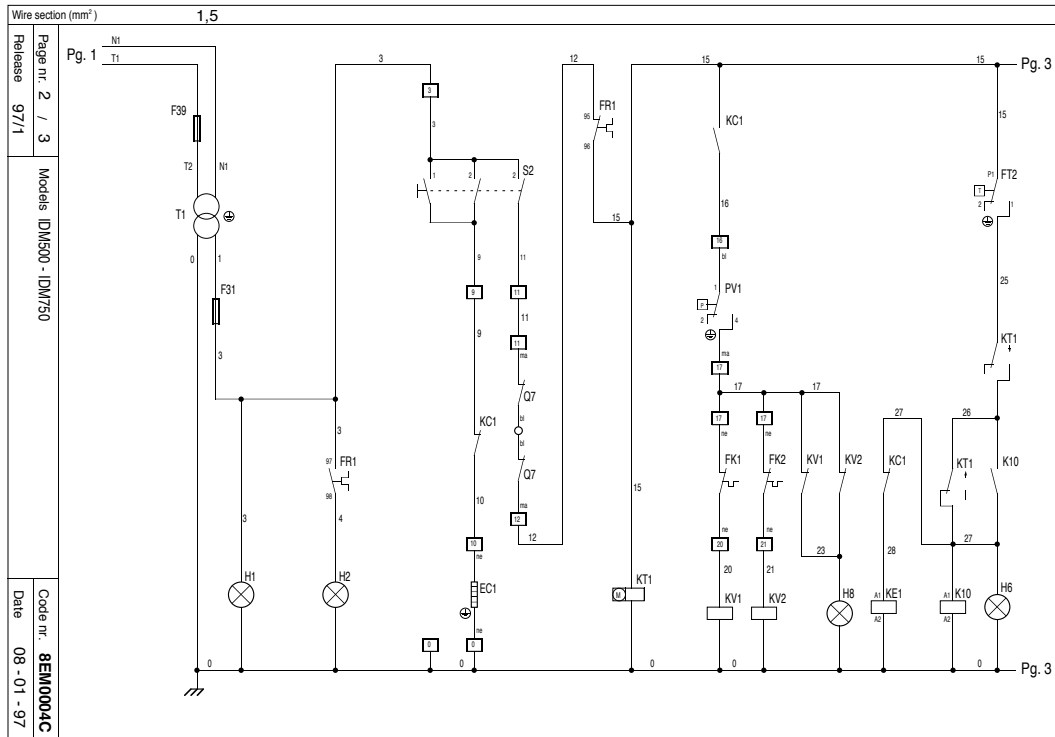 Wire section (mm²) 1,5
Page nr. 2 / 3
Release 97/1
Models IDM500 - IDM750
Code nr. 8EM0004C
Date 08 - 01 - 97
Pg. 1
N1
T1
F39
T2 N1
T1
0 1
F31
3
3
3
97 FR1
98
4
3
H1
H2
3
3
3
1 2 2 S2
9 11
9 11
9 11
11
ma
Q7
bl
bl
Q7
ma
12
12
KC1
10
10
ne
EC1
ne
0 0
12
FR1
95
96
15
15
15
KT1
M
15
KC1
16
16
bl
1 PV1
P
2 4
ma
17
17 17
17 17
ne ne
FK1 FK2 KV1 KV2
ne ne
20 21
20 21
23
KV1 KV2 H8
15
Pg. 3
15
P1 FT2
T
2 1
25
KT1
27 26
KC1 KT1 K10
27
28
A1 KE1
A2
A1 K10
A2
H6
0 0 0 0 0
Pg. 3